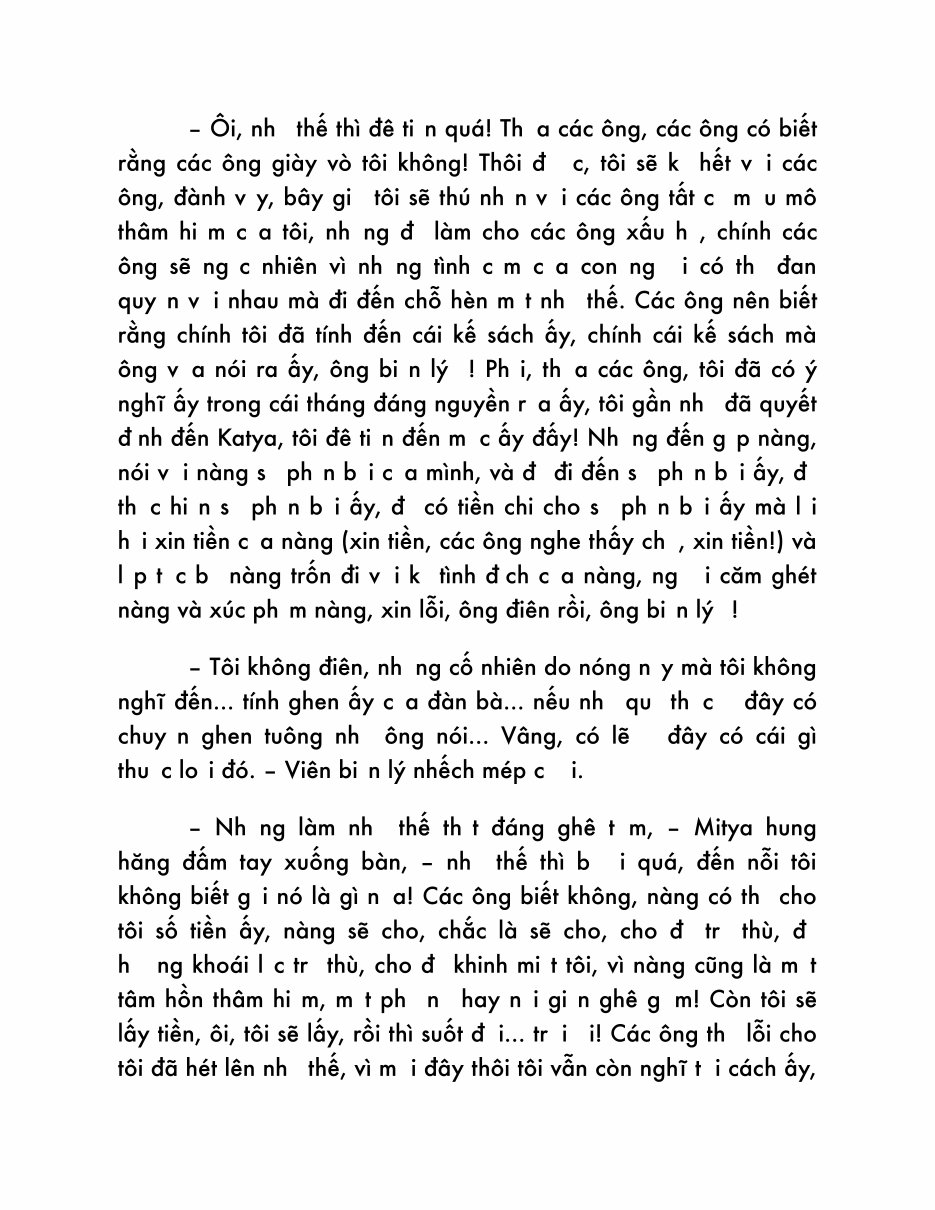 – Ôi, nh thế thì đê ti n quá! Th a các ông, các ông có biết
rằng các ông giày vò tôi không! Thôi đ c, tôi sẽ k hết v i các
ông, đành v y, bây gi tôi sẽ thú nh n v i các ông tất c m u mô
thâm hi m c a tôi, nh ng đ làm cho các ông xấu h , chính các
ông sẽ ng c nhiên vì nh ng tình c m c a con ng i có th đan
quy n v i nhau mà đi đến chỗ hèn m t nh thế. Các ông nên biết
rằng chính tôi đã tính đến cái kế sách ấy, chính cái kế sách mà
ông v a nói ra ấy, ông bi n lý ! Ph i, th a các ông, tôi đã có ý
nghĩ ấy trong cái tháng đáng nguyền r a ấy, tôi gần nh đã quyết
đ nh đến Katya, tôi đê ti n đến m c ấy đấy! Nh ng đến g p nàng,
nói v i nàng s ph n b i c a mình, và đ đi đến s ph n b i ấy, đ
th c hi n s ph n b i ấy, đ có tiền chi cho s ph n b i ấy mà l i
h i xin tiền c a nàng (xin tiền, các ông nghe thấy ch , xin tiền!) và
l p t c b nàng trốn đi v i k tình đ ch c a nàng, ng i căm ghét
nàng và xúc ph m nàng, xin lỗi, ông điên rồi, ông bi n lý !
– Tôi không điên, nh ng cố nhiên do nóng n y mà tôi không
nghĩ đến... tính ghen ấy c a đàn bà... nếu nh qu th c đây có
chuy n ghen tuông nh ông nói... Vâng, có lẽ đây có cái gì
thu c lo i đó. – Viên bi n lý nhếch mép c i.
– Nh ng làm nh thế th t đáng ghê t m, – Mitya hung
hăng đấm tay xuống bàn, – nh thế thì b i quá, đến nỗi tôi
không biết g i nó là gì n a! Các ông biết không, nàng có th cho
tôi số tiền ấy, nàng sẽ cho, chắc là sẽ cho, cho đ tr thù, đ
h ng khoái l c tr thù, cho đ khinh mi t tôi, vì nàng cũng là m t
tâm hồn thâm hi m, m t ph n hay n i gi n ghê g m! Còn tôi sẽ
lấy tiền, ôi, tôi sẽ lấy, rồi thì suốt đ i... tr i i! Các ông th lỗi cho
tôi đã hét lên nh thế, vì m i đây thôi tôi vẫn còn nghĩ t i cách ấy,